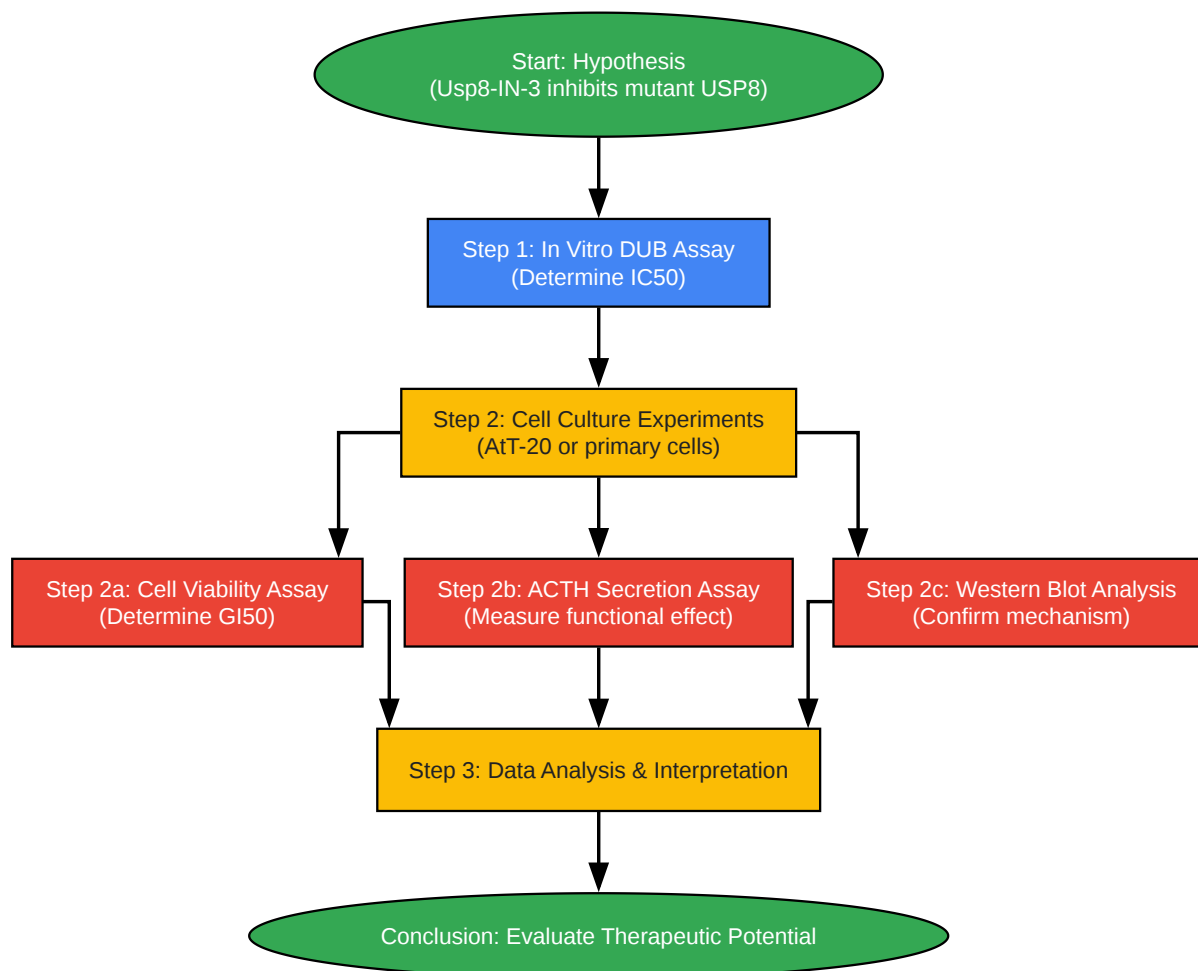 Start: Hypothesis
(Usp8-IN-3 inhibits mutant USP8)
Step 1: In Vitro DUB Assay
(Determine IC50)
Step 2: Cell Culture Experiments
(AtT-20 or primary cells)
Step 2a: Cell Viability Assay
(Determine GI50)
Step 2b: ACTH Secretion Assay
(Measure functional effect)
Step 2c: Western Blot Analysis
(Confirm mechanism)
Step 3: Data Analysis & Interpretation
Conclusion: Evaluate Therapeutic Potential